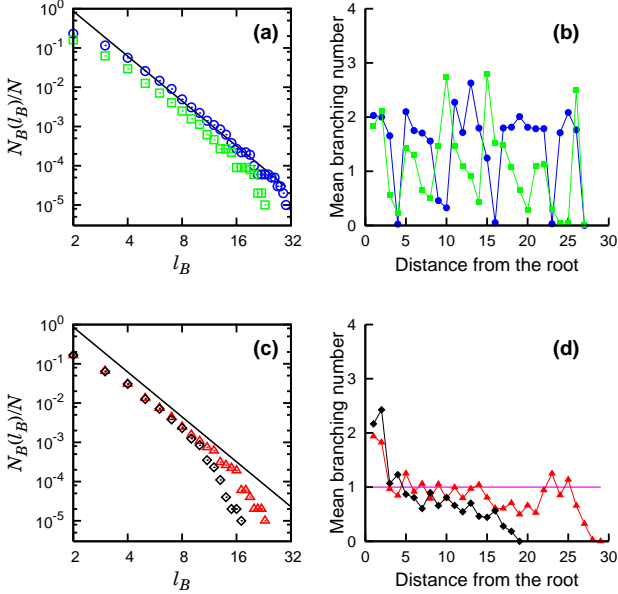 (a)
N_B(l_B)/N
10^0
10^-1
10^-2
10^-3
10^-4
10^-5
2 4 8 16 32
l_B
(b)
Mean branching number
4
3
2
1
0
0 5 10 15 20 25 30
Distance from the root
(c)
N_B(l_B)/N
10^0
10^-1
10^-2
10^-3
10^-4
10^-5
2 4 8 16 32
l_B
(d)
Mean branching number
4
3
2
1
0
0 5 10 15 20 25 30
Distance from the root